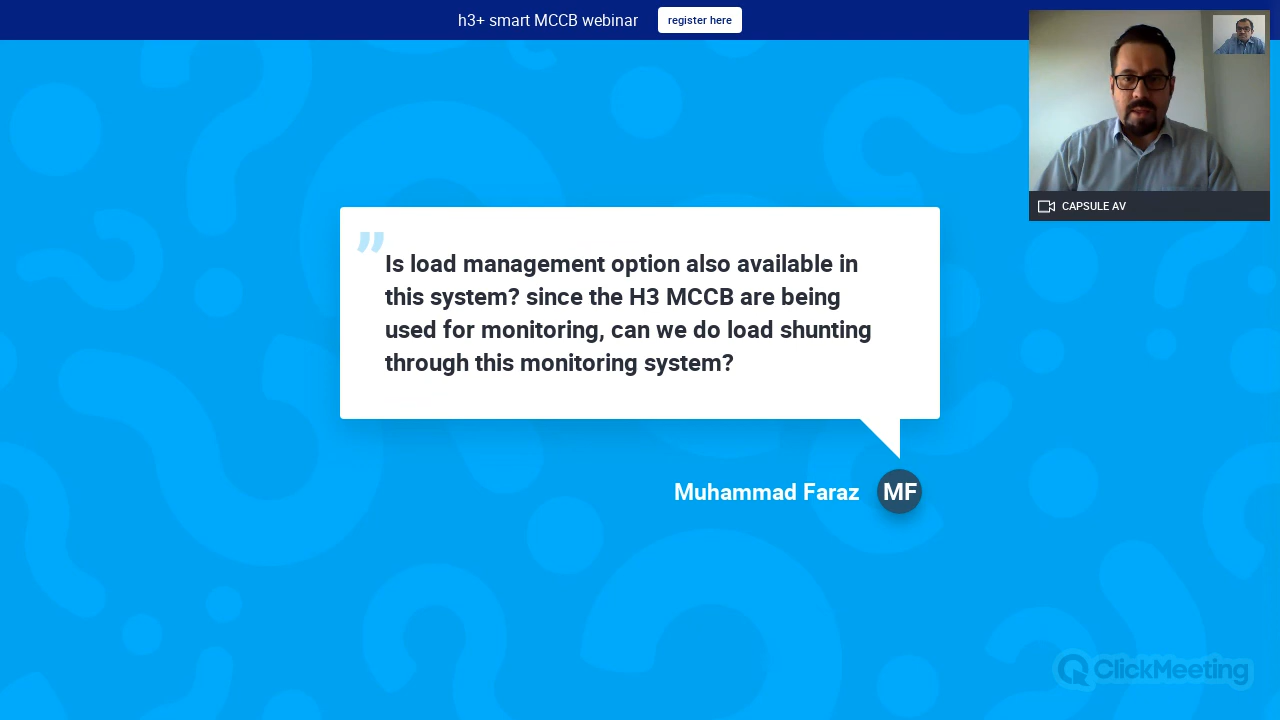 h3+ smart MCCB webinar
register here
CAPSULE AV
”
Is load management option also available in
this system? since the H3 MCCB are being
used for monitoring, can we do load shunting
through this monitoring system?
Muhammad Faraz
MF
ClickMeeting